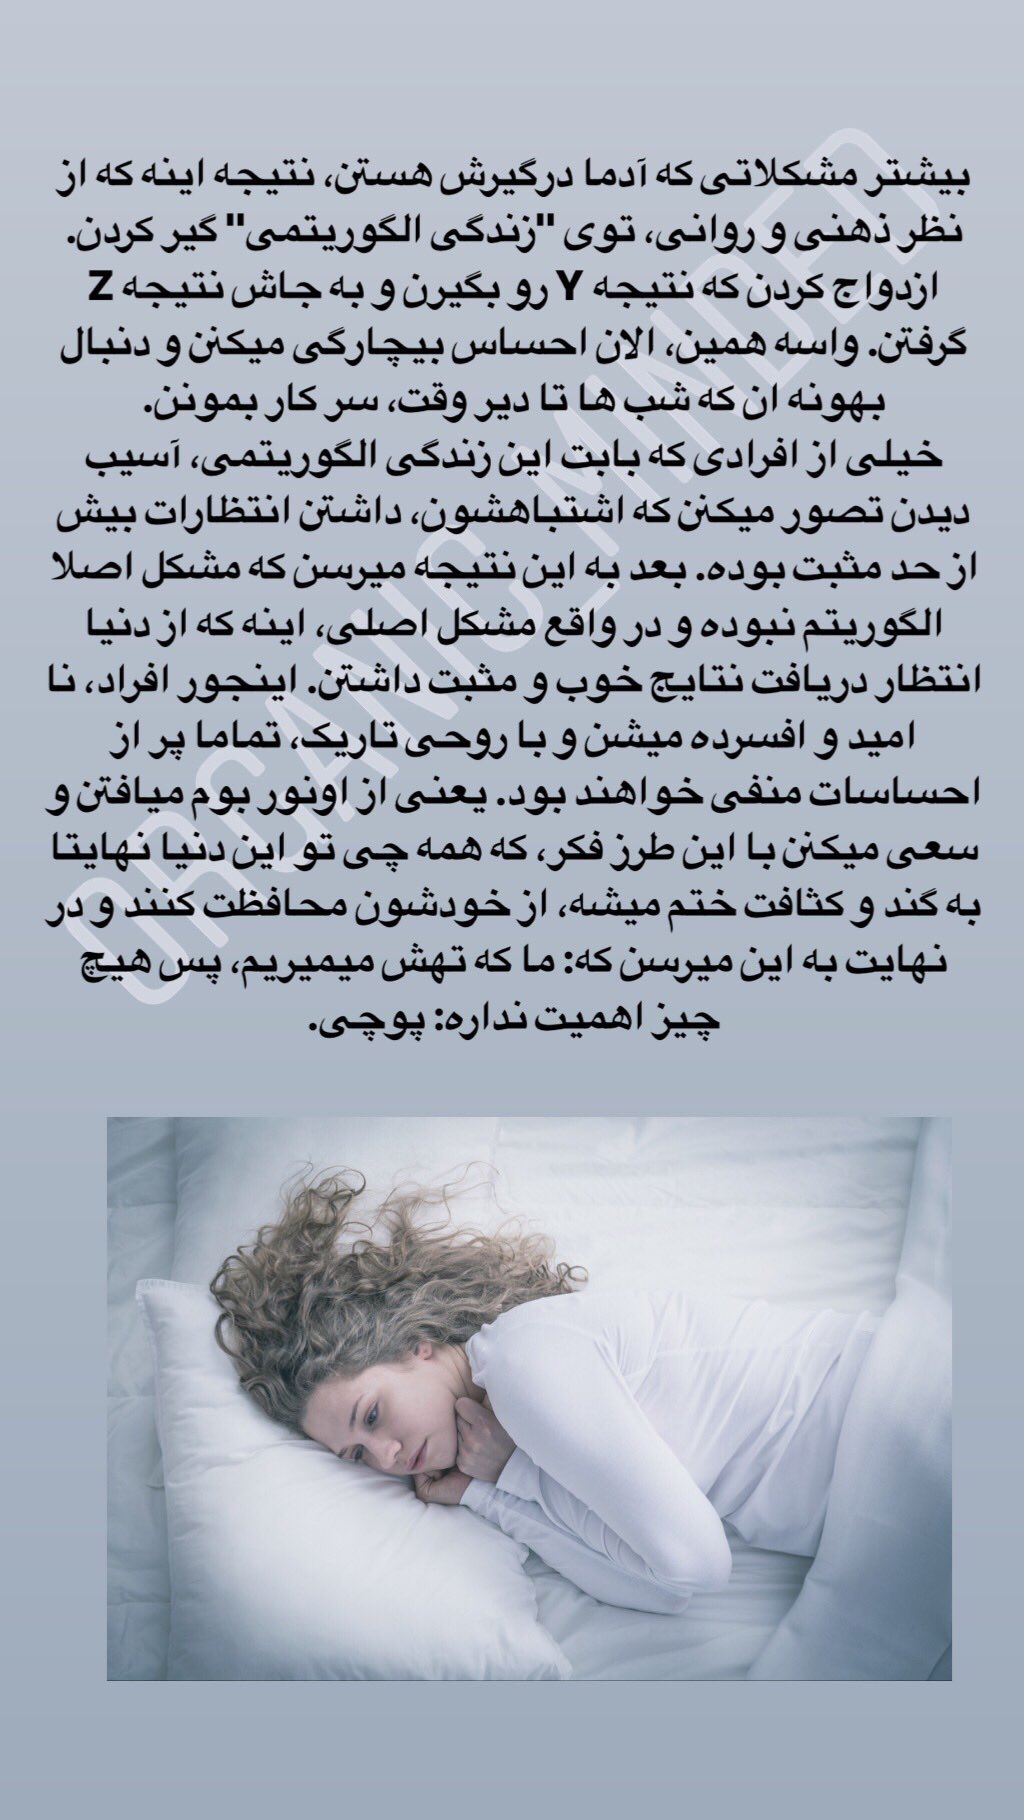 بیشتر مشکلاتی که آدما درگیرش هستن، نتیجه اینه که از
نظر ذهنی و روانی، توی "زندگی الگوریتمی" گیر کردن.
ازدواج کردن که نتیجه Y رو بگیرن و به جاش نتیجه Z
گرفتن. واسه همین، الان احساس بیچارگی میکنن و دنبال
بهونه ان که شب ها تا دیر وقت، سر کار بمونن.
خیلی از افرادی که بابت این زندگی الگوریتمی، آسیب
دیدن تصور میکنن که اشتباهشون، داشتن انتظارات بیش
از حد مثبت بوده. بعد به این نتیجه میرسن که مشکل اصلا
الگوریتم نبوده و در واقع مشکل اصلی، اینه که از دنیا
انتظار دریافت نتایج خوب و مثبت داشتن. اینجور افراد، نا
امید و افسرده میشن و با روحی تاریک، تماما پر از
احساسات منفی خواهند بود. یعنی از اونور بوم میافتن و
سعی میکنن با این طرز فکر، که همه چی تو این دنیا نهایتا
به گند و کثافت ختم میشه، از خودشون محافظت کنند و در
نهایت به این میرسن که: ما که تهش میمیریم، پس هیچ
چیز اهمیت نداره: پوچی.
ORGANIC_MINDED